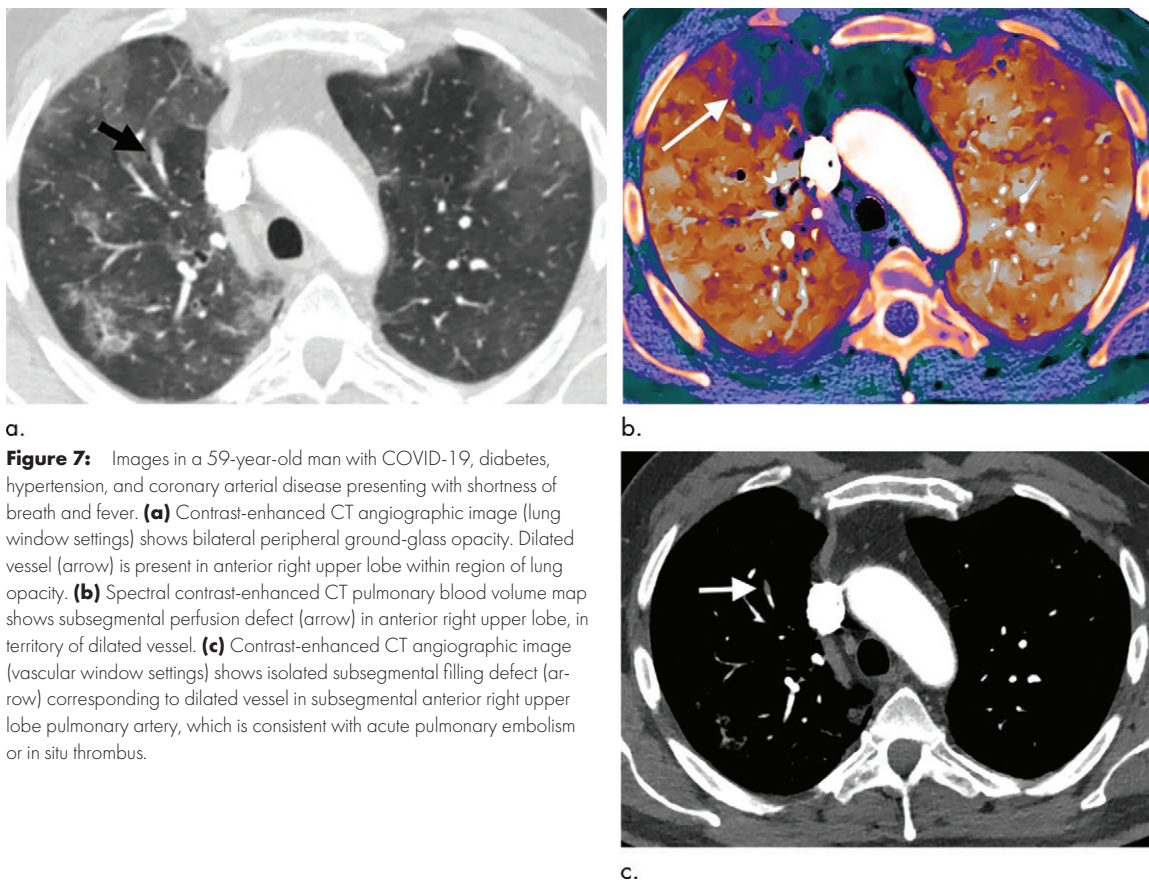 a.
b.
Figure 7: Images in a 59-year-old man with COVID-19, diabetes,
hypertension, and coronary arterial disease presenting with shortness of
breath and fever. (a) Contrast-enhanced CT angiographic image (lung
window settings) shows bilateral peripheral ground-glass opacity. Dilated
vessel (arrow) is present in anterior right upper lobe within region of lung
opacity. (b) Spectral contrast-enhanced CT pulmonary blood volume map
shows subsegmental perfusion defect (arrow) in anterior right upper lobe, in
territory of dilated vessel. (c) Contrast-enhanced CT angiographic image
(vascular window settings) shows isolated subsegmental filling defect (ar-
row) corresponding to dilated vessel in subsegmental anterior right upper
lobe pulmonary artery, which is consistent with acute pulmonary embolism
or in situ thrombus.
c.